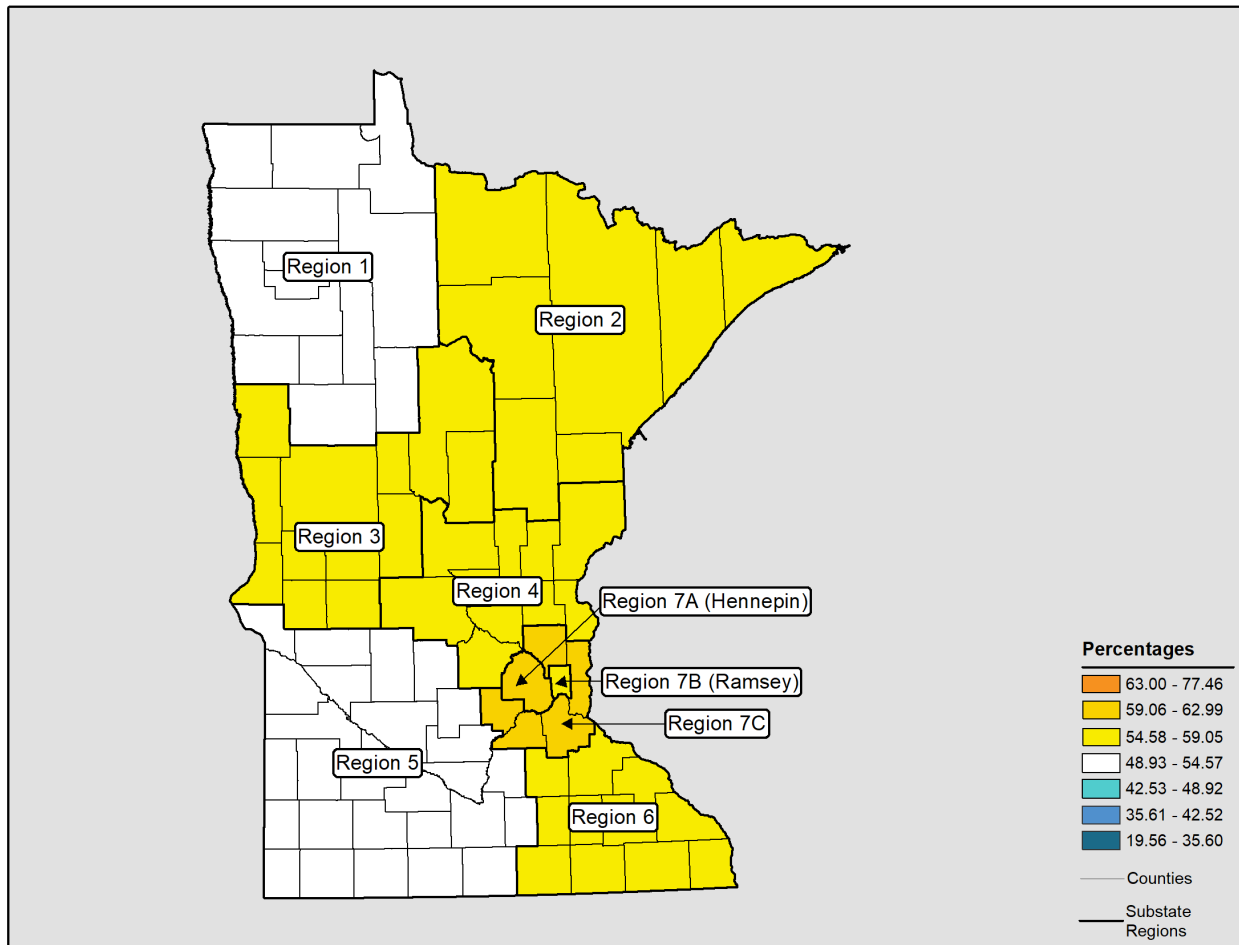 Region 1
Region 2
Region 3
Region 4
Region 7A (Hennepin)
Region 7B (Ramsey)
Region 7C
Region 5
Region 6
Percentages
63.00 - 77.46
59.06 - 62.99
54.58 - 59.05
48.93 - 54.57
42.53 - 48.92
35.61 - 42.52
19.56 - 35.60
Counties
Substate
Regions